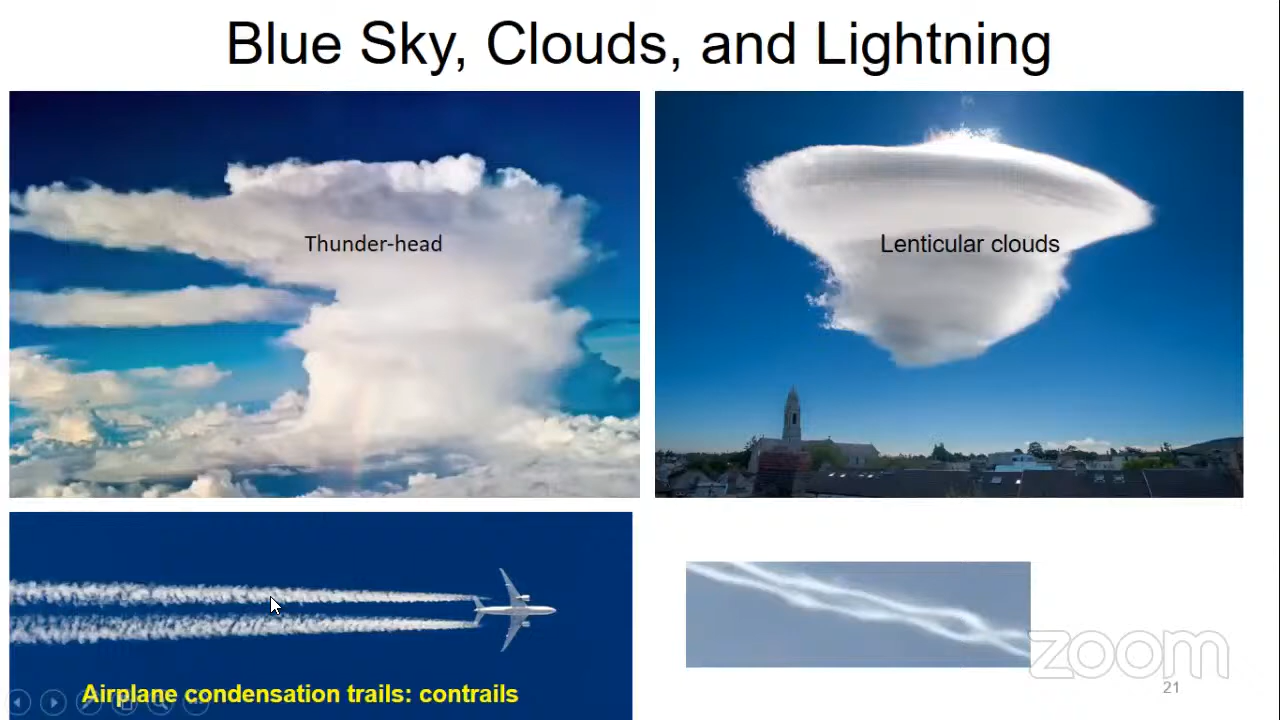 Blue Sky, Clouds, and Lightning
Thunder-head
Lenticular clouds
Airplane condensation trails: contrails
zoom
21